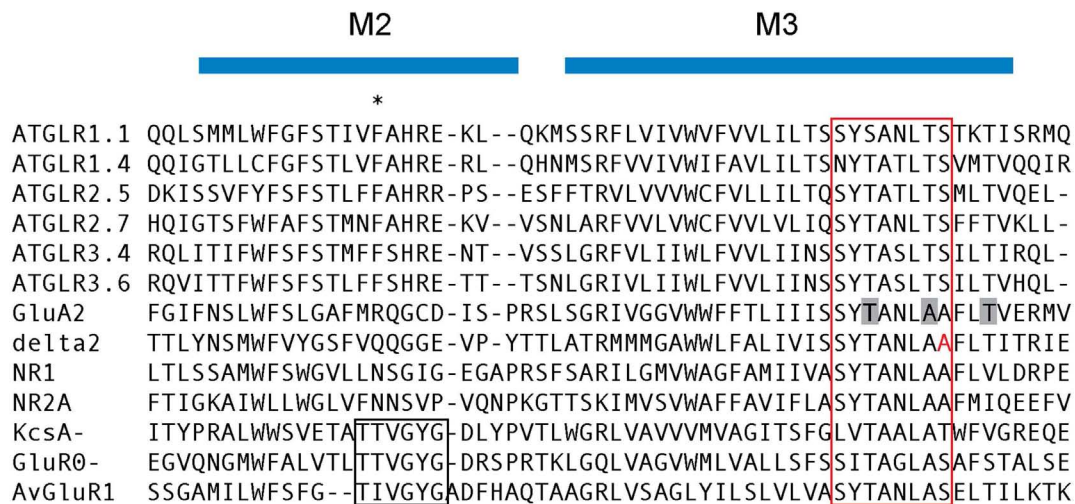 M2 M3
*
ATGLR1.1 QQLSMMLWFGFSTIVFAHRE-KL--QKMSSRFLVIVWVFVVLILTSSYSANLTSTKTISRMQ
ATGLR1.4 QQIGTLLCFGFSTLVFAHRE-RL--QHNMSRFVVIVWIFAVLILTSNYTATLTSVMTVQQIR
ATGLR2.5 DKISSVFYFSFSTLFFAHRR-PS--ESFFTRVLVVVWCFVLLILTQSYTATLTSMLTVQEL-
ATGLR2.7 HQIGTSFWFAFSTMNFAHRE-KV--VSNLARFVVLVWCFVVLVLIQSYTANLTSFFTVKLL-
ATGLR3.4 RQLITIFWFSFSTMFFSHRE-NT--VSSLGRFVLIIWLFVVLIINSSYTASLTSILTIRQL-
ATGLR3.6 RQVITTFWFSFSTLFFSHRE-TT--TSNLGRIVLIIWLFVVLIINSSYTASLTSILTVHQL-
GluA2 FGIFNSLWFSLGAFMRQGCD-IS-PRSLSGRIVGGVWWFFTLIIISSYTANLAAFLTVERMV
delta2 TTLYNSMWFVYGSFVQQGGE-VP-YTTLATRMMMGAWWLFALIVISSYTANLAAFLTITRIE
NR1 LTLSSAMWFSWGVLLNSGIG-EGAPRSFSARILGMVWAGFAMIIVASYTANLAAFLVLDRPE
NR2A FTIGKAIWLLWGLVFNNSVP-VQNPKGTTSKIMVSVWAFFAVIFLASYTANLAAFMIQEEFV
KcsA- ITYPRALWWSVETATTVGYG-DLYPVTLWGRLVAVVVMVAGITSFGLVTAALATWFVGREQE
GluR0- EGVQNGMWFALVTLTTVGYG-DRSPRTKLGQLVAGVWMLVALLSFSSITAGLASAFSTALSE
AvGluR1 SSGAMILWFSFG--TIVGYGADFHAQTAAGRLVSAGLYILSLVLVASYTANLASELTILKTK